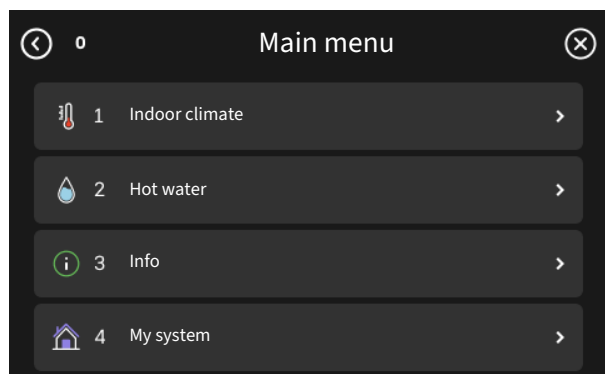 0 Main menu
1 Indoor climate
2 Hot water
3 Info
4 My system